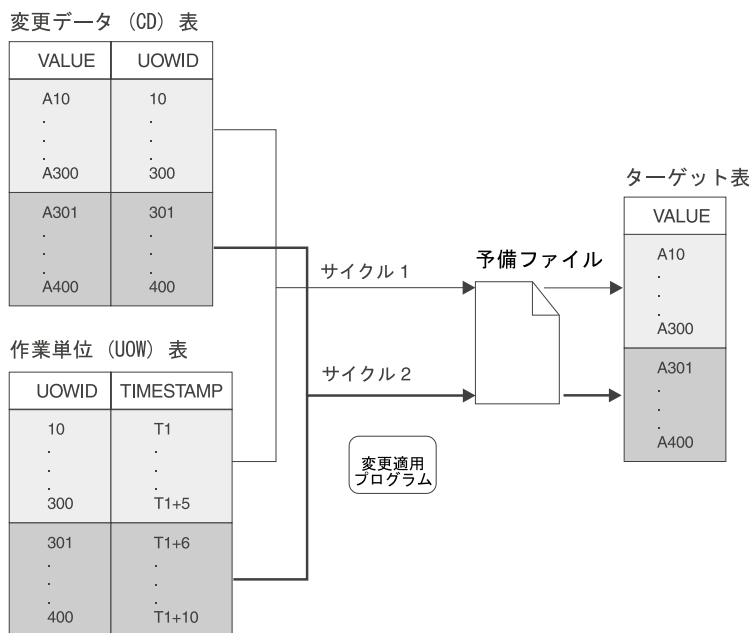 変更データ (CD) 表
VALUE UOWID
A10 10
. .
. .
. .
A300 300
A301 301
. .
. .
. .
A400 400
作業単位 (UOW) 表
UOWID TIMESTAMP
10 T1
. .
. .
. .
300 T1+5
301 T1+6
. .
. .
. .
400 T1+10
サイクル 1
サイクル 2
予備ファイル
変更適用
プログラム
ターゲット表
VALUE
A10
.
.
.
A300
A301
.
.
.
A400